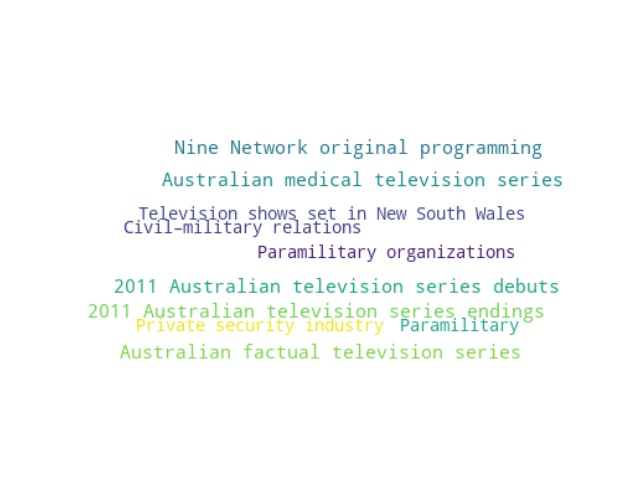 Nine Network original programming
Australian medical television series
Television shows set in New South Wales
Civil–military relations
Paramilitary organizations
2011 Australian television series debuts
2011 Australian television series endings
Private security industry Paramilitary
Australian factual television series